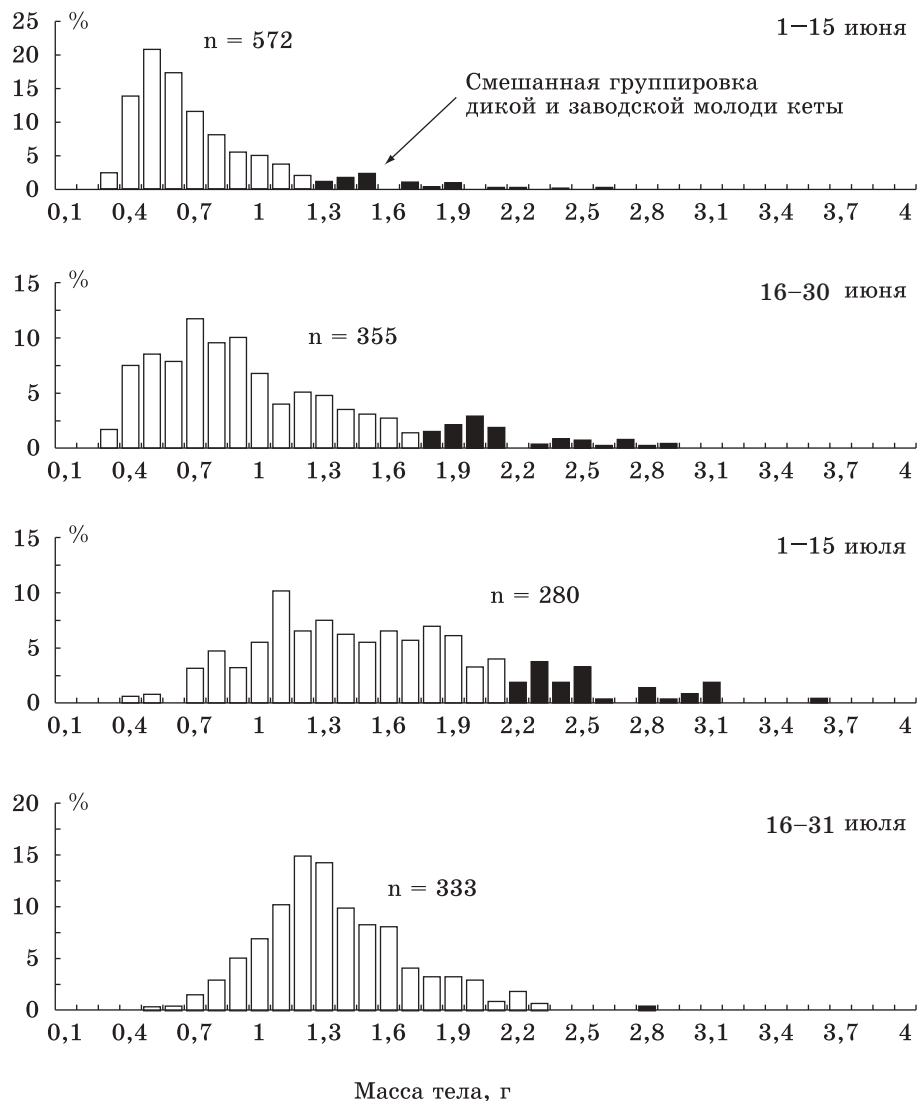 25 %
1–15 июня
n = 572
20
Смешанная группировка
дикой и заводской молоди кеты
15
10
5
0
0,1 0,4 0,7 1 1,3 1,6 1,9 2,2 2,5 2,8 3,1 3,4 3,7 4
15 %
16–30 июня
n = 355
10
5
0
0,1 0,4 0,7 1 1,3 1,6 1,9 2,2 2,5 2,8 3,1 3,4 3,7 4
15 %
1–15 июля
n = 280
10
5
0
0,1 0,4 0,7 1 1,3 1,6 1,9 2,2 2,5 2,8 3,1 3,4 3,7 4
20 %
16–31 июля
15
n = 333
10
5
0
0,1 0,4 0,7 1 1,3 1,6 1,9 2,2 2,5 2,8 3,1 3,4 3,7 4
Масса тела, г